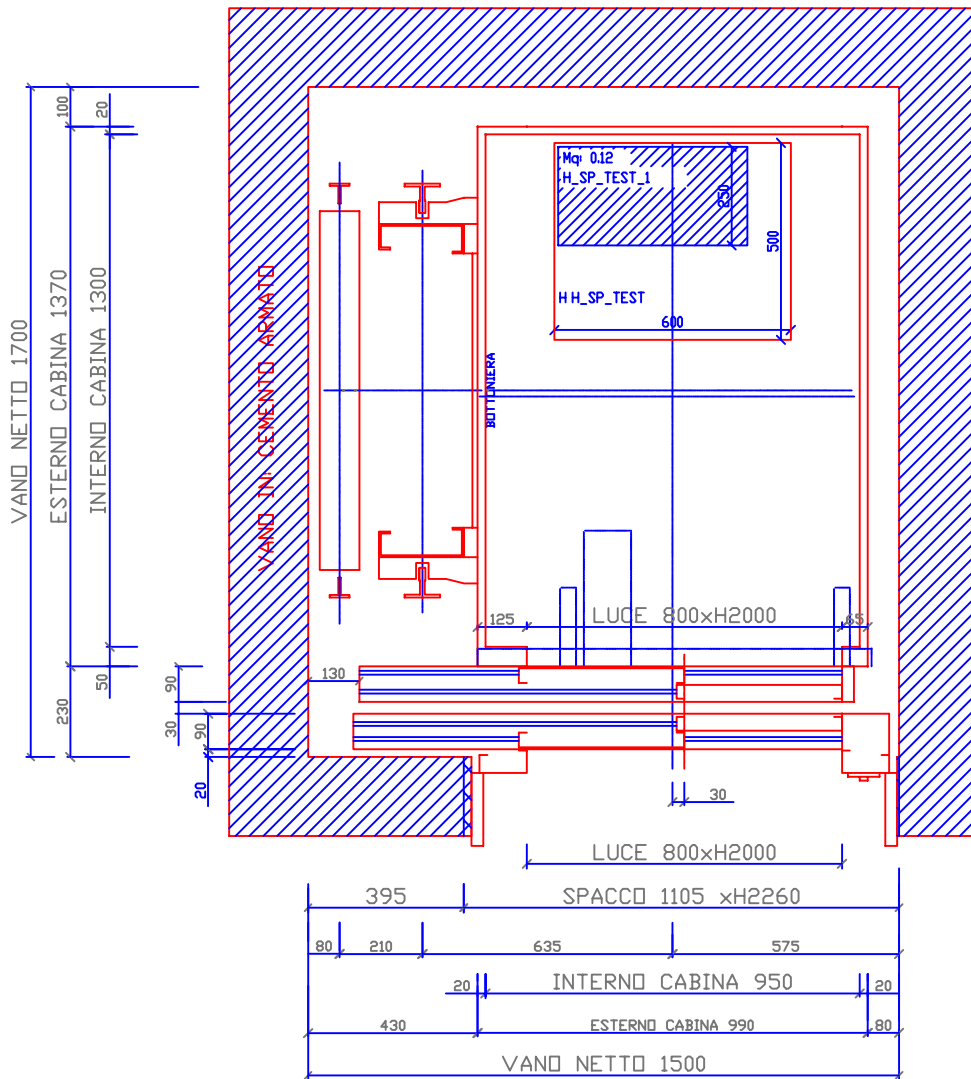 100
20
VANO NETTO 1700
ESTERNO CABINA 1370
INTERNO CABINA 1300
VANO IN: CEMENTO ARMATO
Mq: 0.12
H_SP_TEST_1
250
500
H H_SP_TEST
600
BOTTONIERA
125
LUCE 800xH2000
65
130
50
90
230
30
90
20
30
LUCE 800xH2000
395
SPACCO 1105 xH2260
80
210
635
575
20
INTERNO CABINA 950
20
430
ESTERNO CABINA 990
80
VANO NETTO 1500